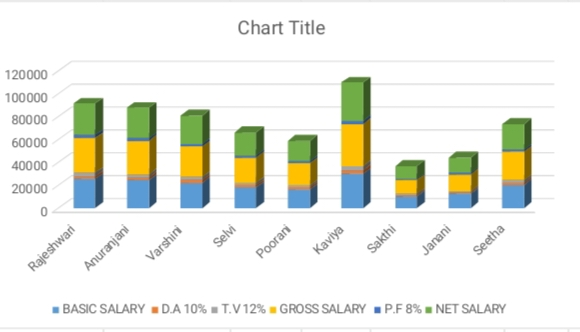 Chart Title
120000
100000
80000
60000
40000
20000
0
Rajeshwari
Anuranjani
Varshini
Selvi
Poorani
Kaviya
Sakthi
Janani
Seetha
BASIC SALARY D.A 10% T.V 12% GROSS SALARY P.F 8% NET SALARY